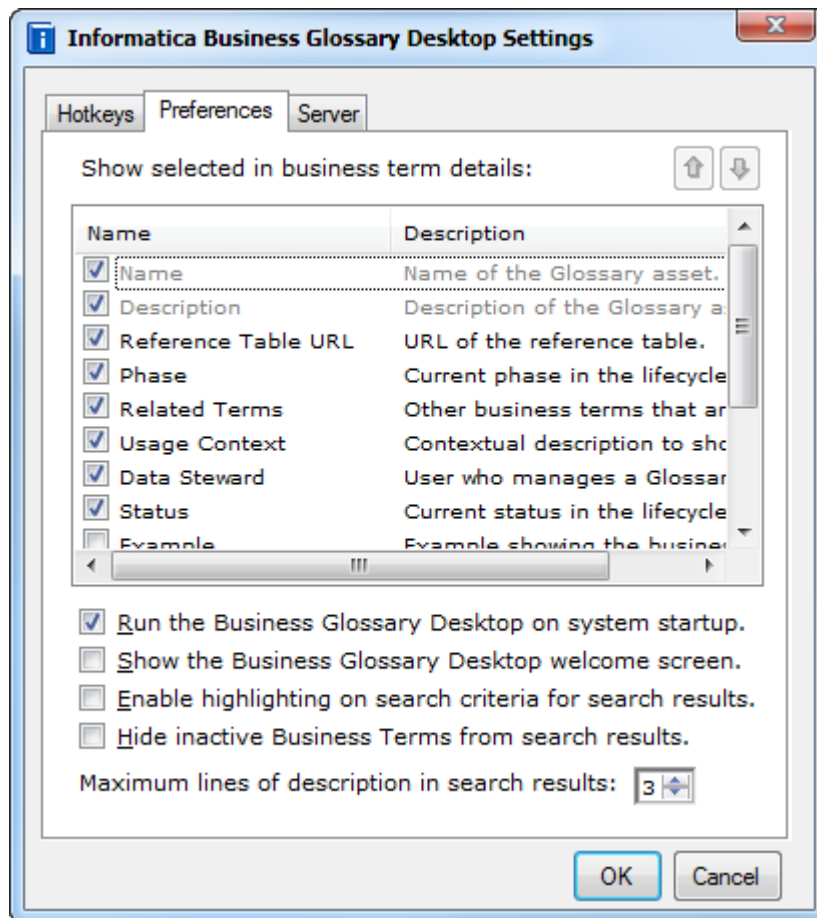 Informatica Business Glossary Desktop Settings
Hotkeys Preferences Server
Show selected in business term details:
Name Description
Name Name of the Glossary asset.
Description Description of the Glossary a
Reference Table URL URL of the reference table.
Phase Current phase in the lifecycle
Related Terms Other business terms that ar
Usage Context Contextual description to sho
Data Steward User who manages a Glossar
Status Current status in the lifecycle
Example Example showing the busines
Run the Business Glossary Desktop on system startup.
Show the Business Glossary Desktop welcome screen.
Enable highlighting on search criteria for search results.
Hide inactive Business Terms from search results.
Maximum lines of description in search results: 3
OK Cancel